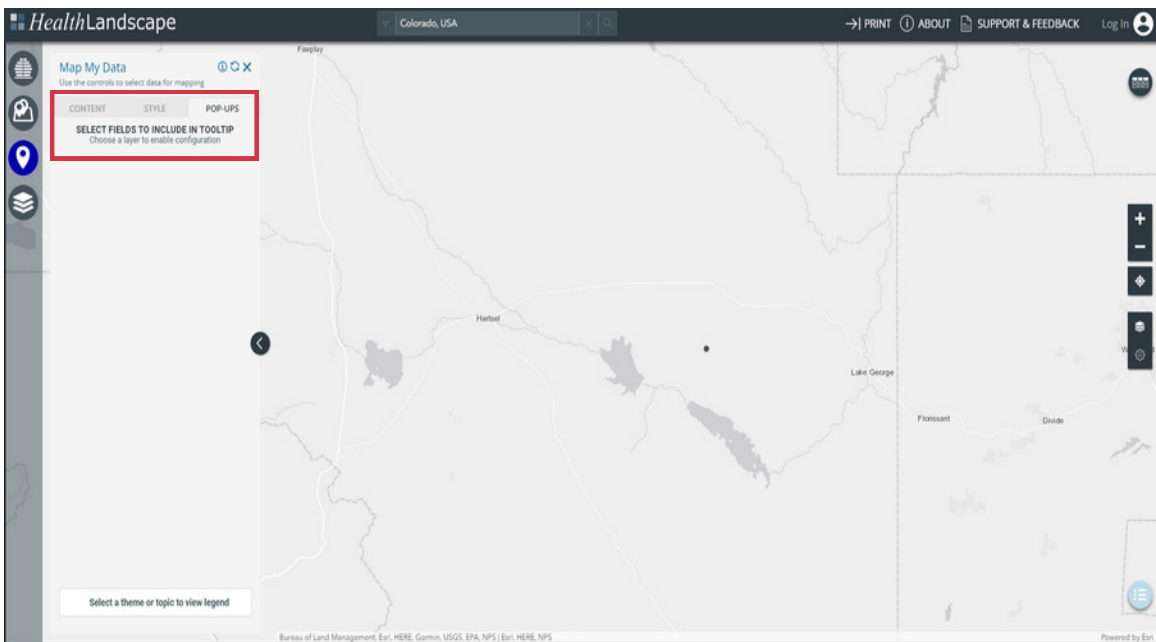 HealthLandscape
Colorado, USA
PRINT
ABOUT
SUPPORT & FEEDBACK
Log In
Map My Data
Use the controls to select data for mapping
CONTENT
STYLE
POP-UPS
SELECT FIELDS TO INCLUDE IN TOOLTIP
Choose a layer to enable configuration
Fairplay
Hartsel
Lake George
Florissant
Divide
Select a theme or topic to view legend
Bureau of Land Management, Esri, HERE, Garmin, USGS, EPA, NPS | Esri, HERE, NPS
Powered by Esri